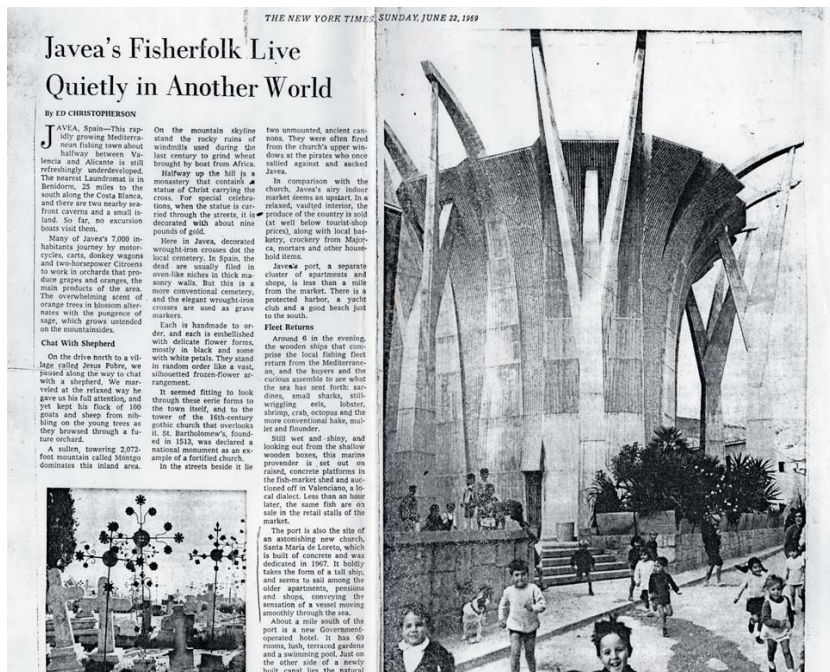 THE NEW YORK TIMES, SUNDAY, JUNE 22, 1969
Javea's Fisherfolk Live
Quietly in Another World
By ED CHRISTOPHERSON
JAVEA, Spain—This rap-
idly growing Mediterra-
nean fishing town about
halfway between Va-
lencia and Alicante is still
refreshingly underdeveloped.
The nearest Laundromat is in
Benidorm, 25 miles to the
south along the Costa Blanca,
and there are two nearby sea-
front caverns and a small is-
land. So far, no excursion
boats visit them.
Many of Javea's 7,000 in-
habitants journey by motor-
cycles, carts, donkey wagons
and two-horsepower Citroens
to work in orchards that pro-
duce grapes and oranges, the
main products of the area.
The overwhelming scent of
orange trees in blossom alter-
nates with the pungence of
sage, which grows untended
on the mountainsides.
Chat With Shepherd
On the drive north to a vil-
lage called Jesus Pobre, we
paused along the way to chat
with a shepherd. We mar-
veled at the relaxed way he
gave us his full attention, and
yet kept his flock of 100
goats and sheep from nib-
bling on the young trees as
they browsed through a fu-
ture orchard.
A sullen, towering 2,072-
foot mountain called Montgo
dominates this inland area.
On the mountain skyline
stand the rocky ruins of
windmills used during the
last century to grind wheat
brought by boat from Africa.
Halfway up the hill is a
monastery that contains a
statue of Christ carrying the
cross. For special celebra-
tions, when the statue is car-
ried through the streets, it is
decorated with about nine
pounds of gold.
Here in Javea, decorated
wrought-iron crosses dot the
local cemetery. In Spain, the
dead are usually filed in
oven-like niches in thick ma-
sonry walls. But this is a
more conventional cemetery,
and the elegant wrought-iron
crosses are used as grave
markers.
Each is handmade to or-
der, and each is embellished
with delicate flower forms,
mostly in black and some
with white petals. They stand
in random order like a vast,
silhouetted frozen-flower ar-
rangement.
It seemed fitting to look
through these eerie forms to
the town itself, and to the
tower of the 16th-century
gothic church that overlooks
it. St. Bartholomew's, found-
ed in 1513, was declared a
national monument as an ex-
ample of a fortified church.
In the streets beside it lie
two unmounted, ancient can-
nons. They were often fired
from the church's upper win-
dows at the pirates who once
sallied against and sacked
Javea.
In comparison with the
church, Javea's airy indoor
market seems an upstart. In a
relaxed, vaulted interior, the
produce of the country is sold
(at well below tourist-shop
prices), along with local bas-
ketry, crockery from Major-
ca, mortars and other house-
hold items.
Javea's port, a separate
cluster of apartments and
shops, is less than a mile
from the market. There is a
protected harbor, a yacht
club and a good beach just
to the south.
Fleet Returns
Around 6 in the evening,
the wooden ships that com-
prise the local fishing fleet
return from the Mediterrane-
an, and the buyers and the
curious assemble to see what
the sea has sent forth: sar-
dines, small sharks, still-
wriggling eels, lobster,
shrimp, crab, octopus and the
more conventional hake, mul-
let and flounder.
Still wet and shiny, and
looking out from the shallow
wooden boxes, this marine
provender is set out on
raised, concrete platforms in
the fish-market shed and auc-
tioned off in Valenciano, a lo-
cal dialect. Less than an hour
later, the same fish are on
sale in the retail stalls of the
market.
The port is also the site of
an astonishing new church,
Santa Maria de Loreto, which
is built of concrete and was
dedicated in 1967. It boldly
takes the form of a tall ship,
and seems to sail among the
older apartments, pensions
and shops, conveying the
sensation of a vessel moving
smoothly through the sea.
About a mile south of the
port is a new Government-
operated hotel. It has 60
rooms, lush, terraced gardens
and a swimming pool. Just on
the other side of a newly
built canal lies the natural